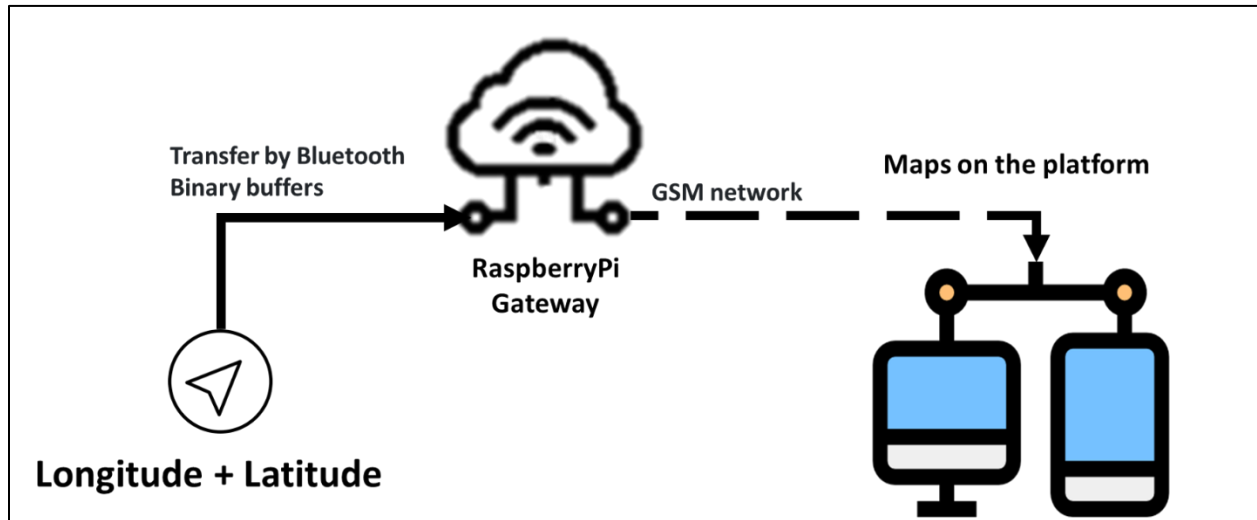 Transfer by Bluetooth
Binary buffers
RaspberryPi
Gateway
GSM network
Maps on the platform
Longitude + Latitude